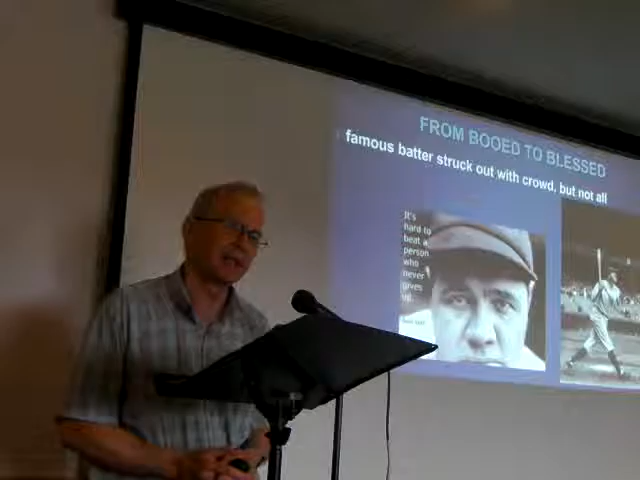 FROM BOOED TO BLESSED
famous batter struck out with crowd, but not all
It's
hard to
beat a
person
who
never
gives
up.